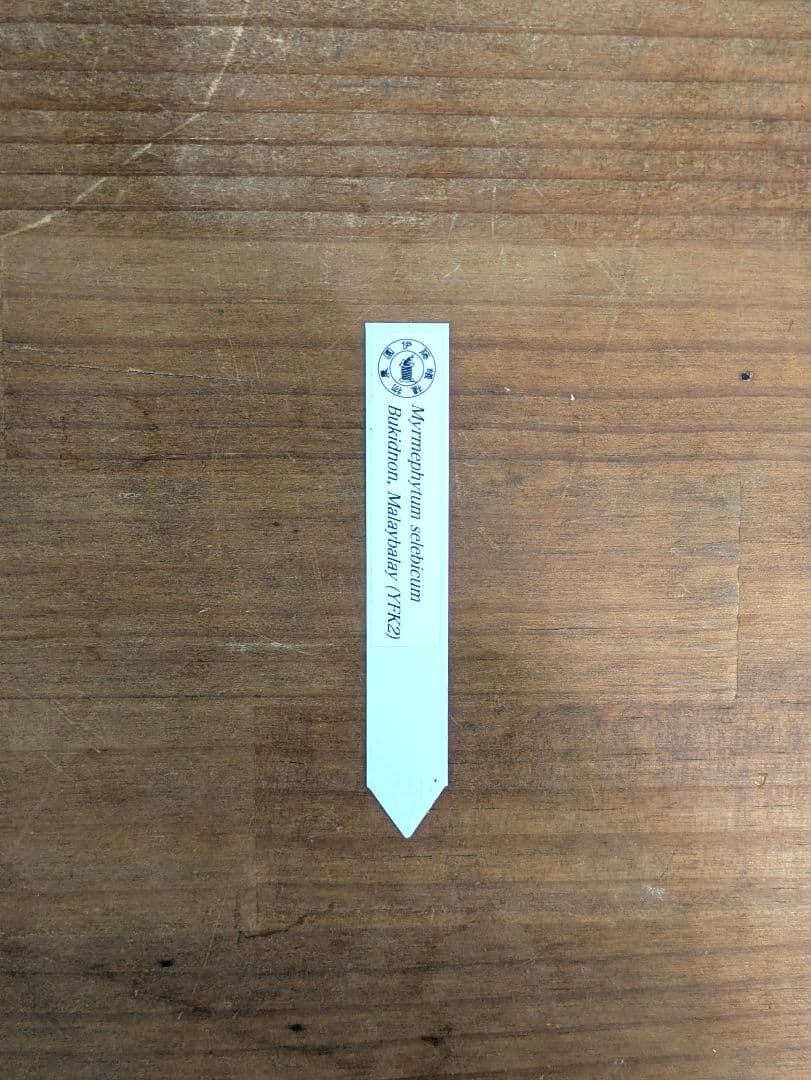 Myrmephytum selebicum
Bukidnon, Malaybalay (YFK2)